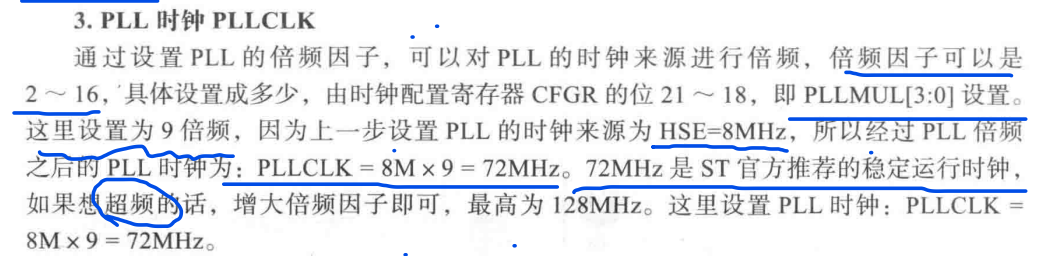 3. PLL 时钟 PLLCLK
通过设置 PLL 的倍频因子，可以对 PLL 的时钟来源进行倍频，倍频因子可以是
2 ～ 16，具体设置成多少，由时钟配置寄存器 CFGR 的位 21 ～ 18，即 PLLMUL[3:0] 设置。
这里设置为 9 倍频，因为上一步设置 PLL 的时钟来源为 HSE=8MHz，所以经过 PLL 倍频
之后的 PLL 时钟为：PLLCLK = 8M × 9 = 72MHz。72MHz 是 ST 官方推荐的稳定运行时钟，
如果想超频的话，增大倍频因子即可，最高为 128MHz。这里设置 PLL 时钟：PLLCLK =
8M × 9 = 72MHz。